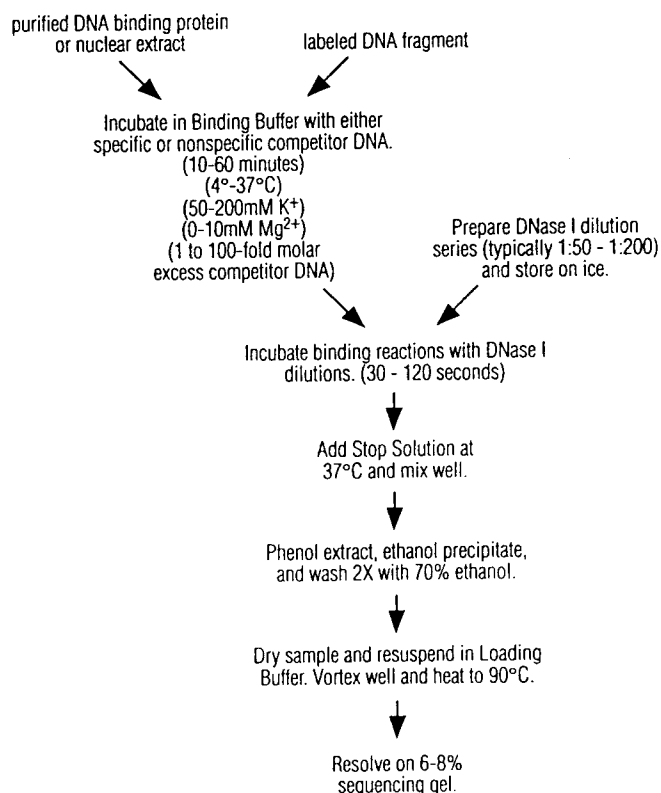 purified DNA binding protein
or nuclear extract
labeled DNA fragment
Incubate in Binding Buffer with either
specific or nonspecific competitor DNA.
(10-60 minutes)
(4°-37°C)
(50-200mM K⁺)
(0-10mM Mg²⁺)
(1 to 100-fold molar
excess competitor DNA)
Prepare DNase I dilution
series (typically 1:50 - 1:200)
and store on ice.
Incubate binding reactions with DNase I
dilutions. (30 - 120 seconds)
Add Stop Solution at
37°C and mix well.
Phenol extract, ethanol precipitate,
and wash 2X with 70% ethanol.
Dry sample and resuspend in Loading
Buffer. Vortex well and heat to 90°C.
Resolve on 6-8%
sequencing gel.